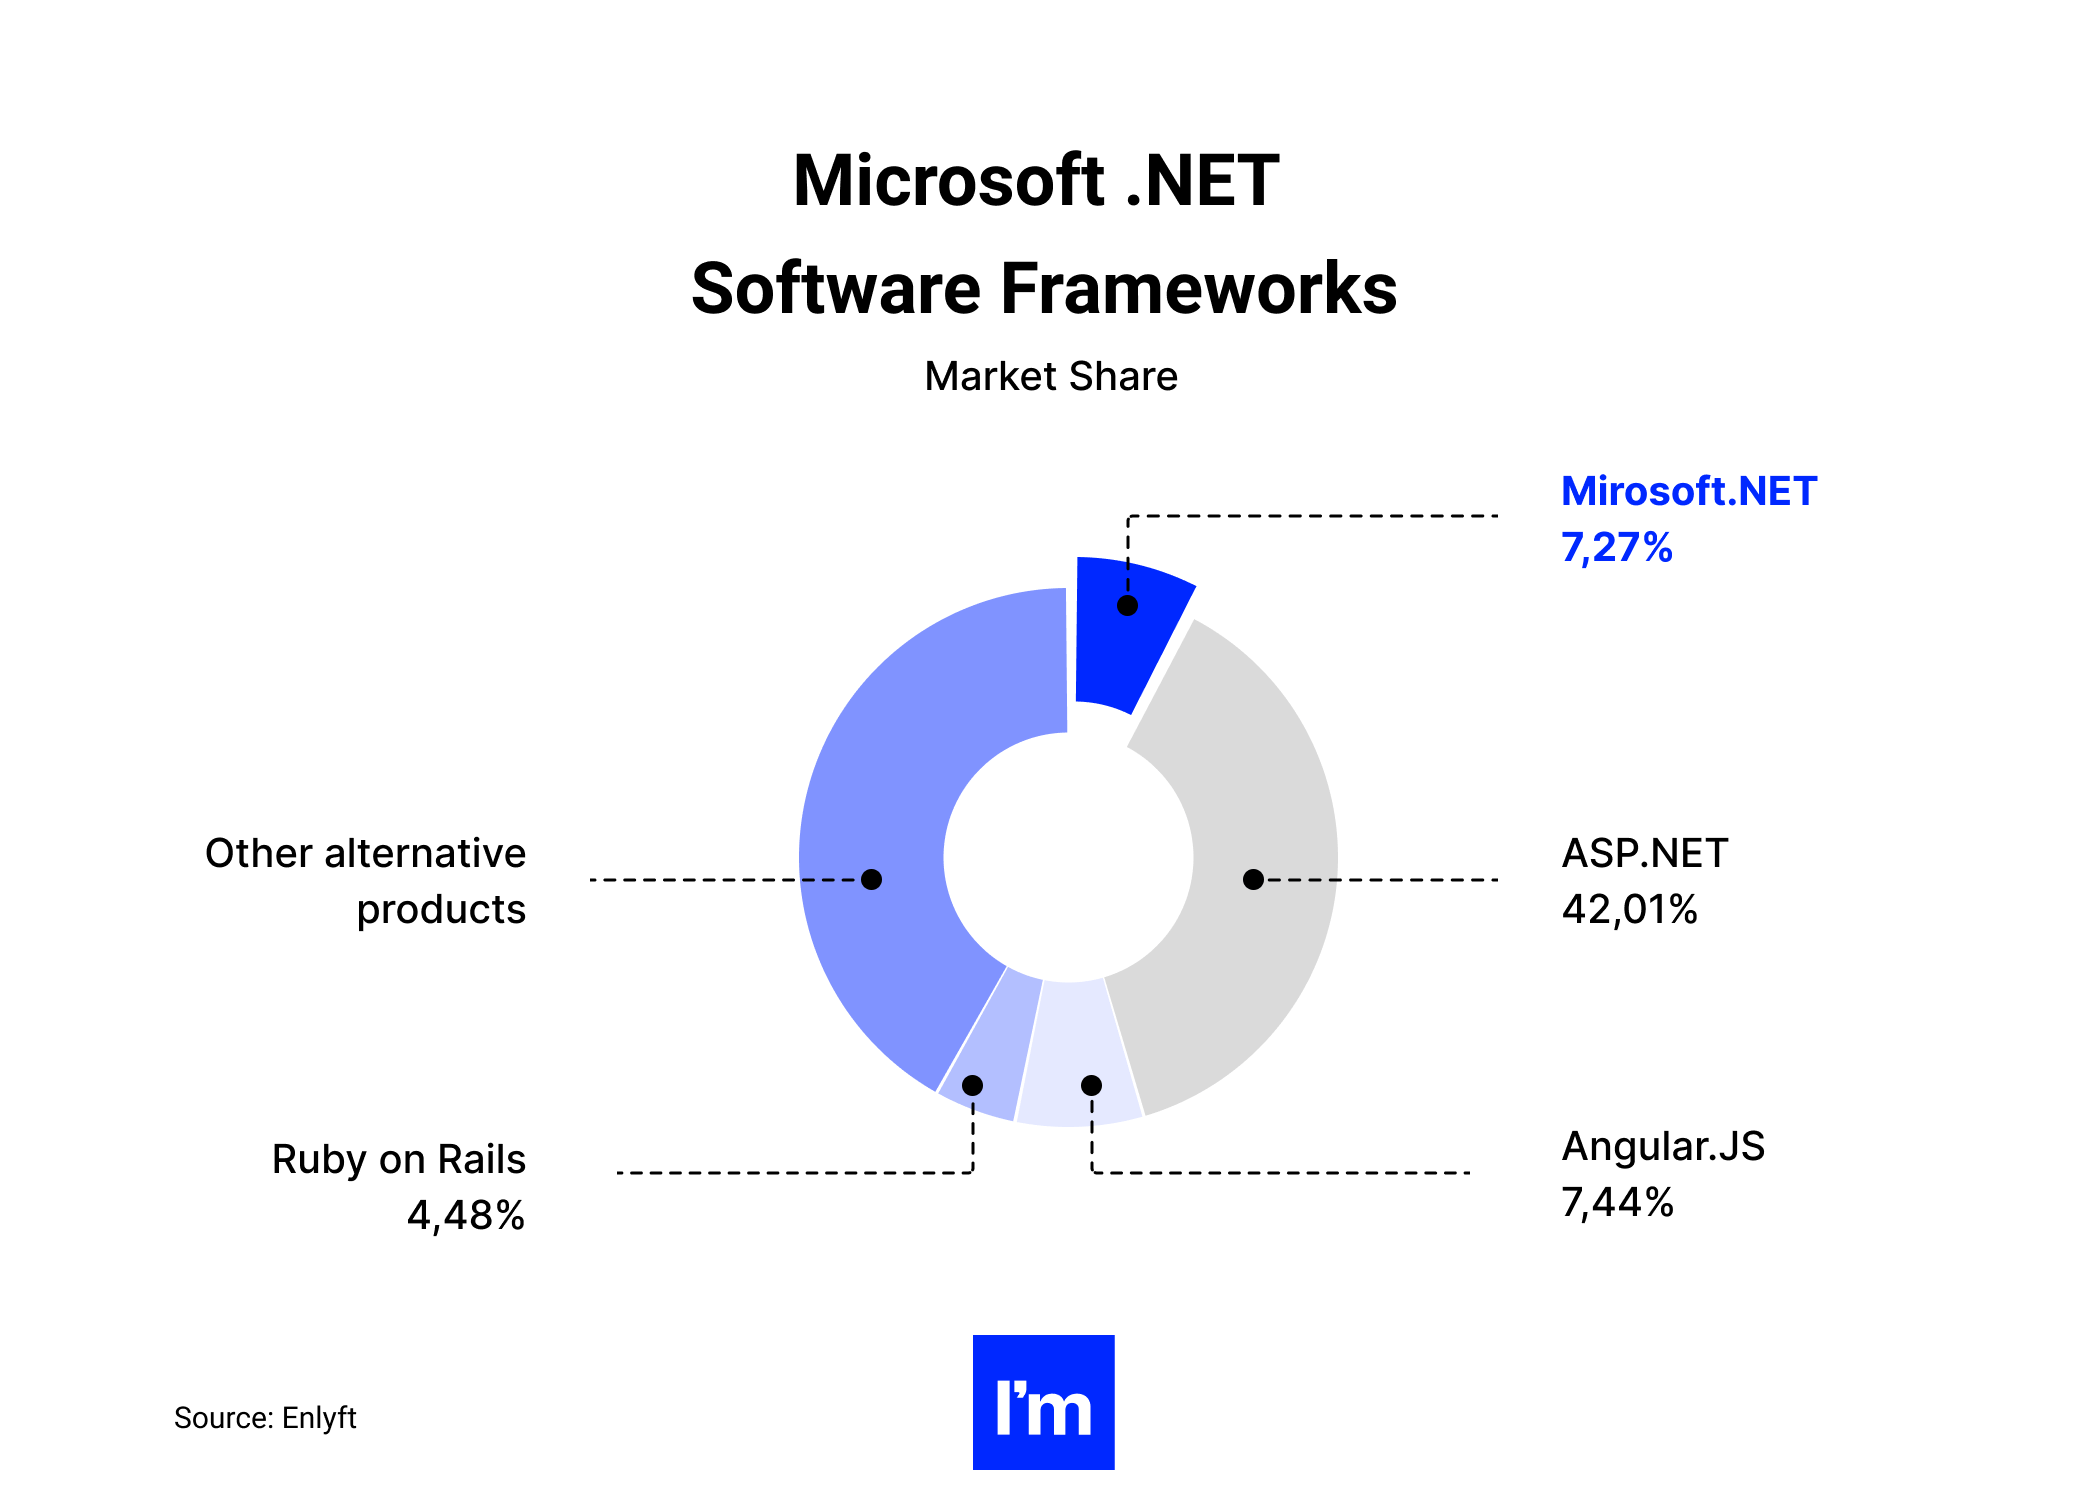 Microsoft .NET
Software Frameworks
Market Share
Mirosoft.NET
7,27%
Other alternative
products
ASP.NET
42,01%
Ruby on Rails
4,48%
Angular.JS
7,44%
I'm
Source: Enlyft